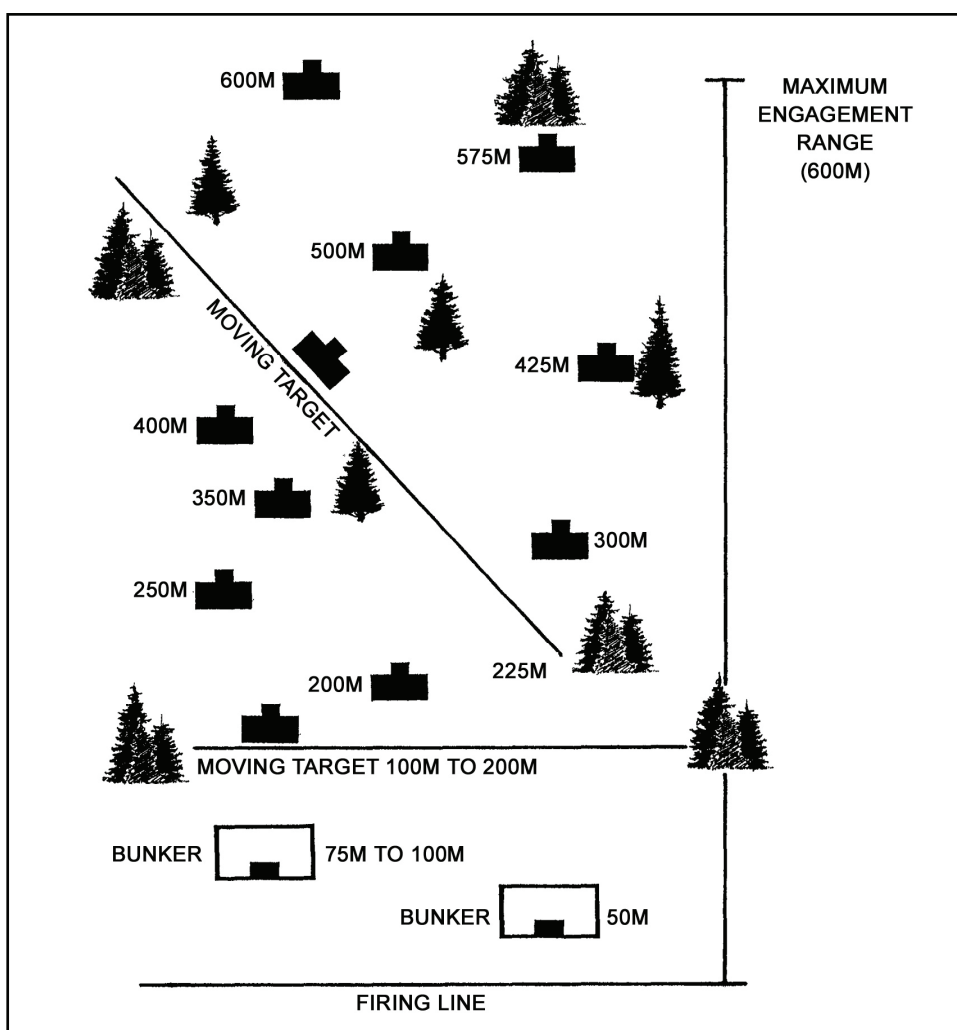 600M
MAXIMUM
ENGAGEMENT
RANGE
(600M)
575M
500M
MOVING TARGET
425M
400M
350M
300M
250M
225M
200M
MOVING TARGET 100M TO 200M
BUNKER
75M TO 100M
BUNKER
50M
FIRING LINE